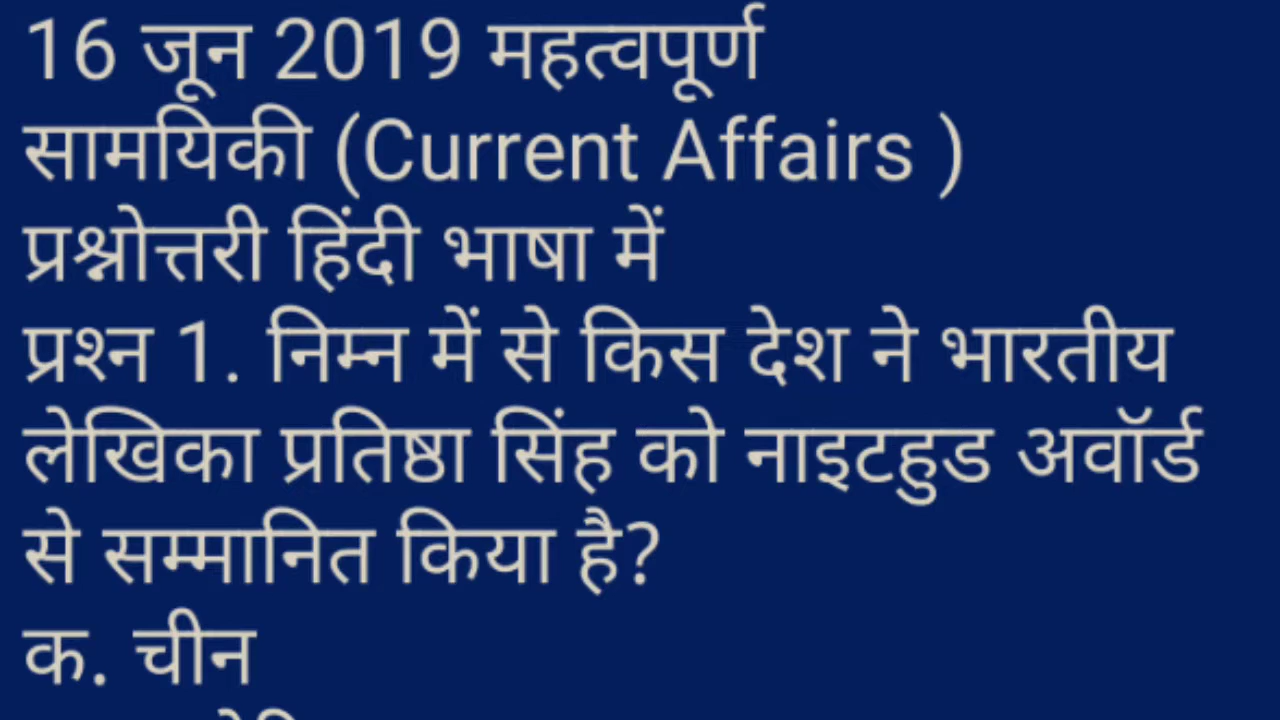 16 जून 2019 महत्वपूर्ण
सामयिकी (Current Affairs )
प्रश्नोत्तरी हिंदी भाषा में
प्रश्न 1. निम्न में से किस देश ने भारतीय
लेखिका प्रतिष्ठा सिंह को नाइटहुड अवॉर्ड
से सम्मानित किया है?
क. चीन